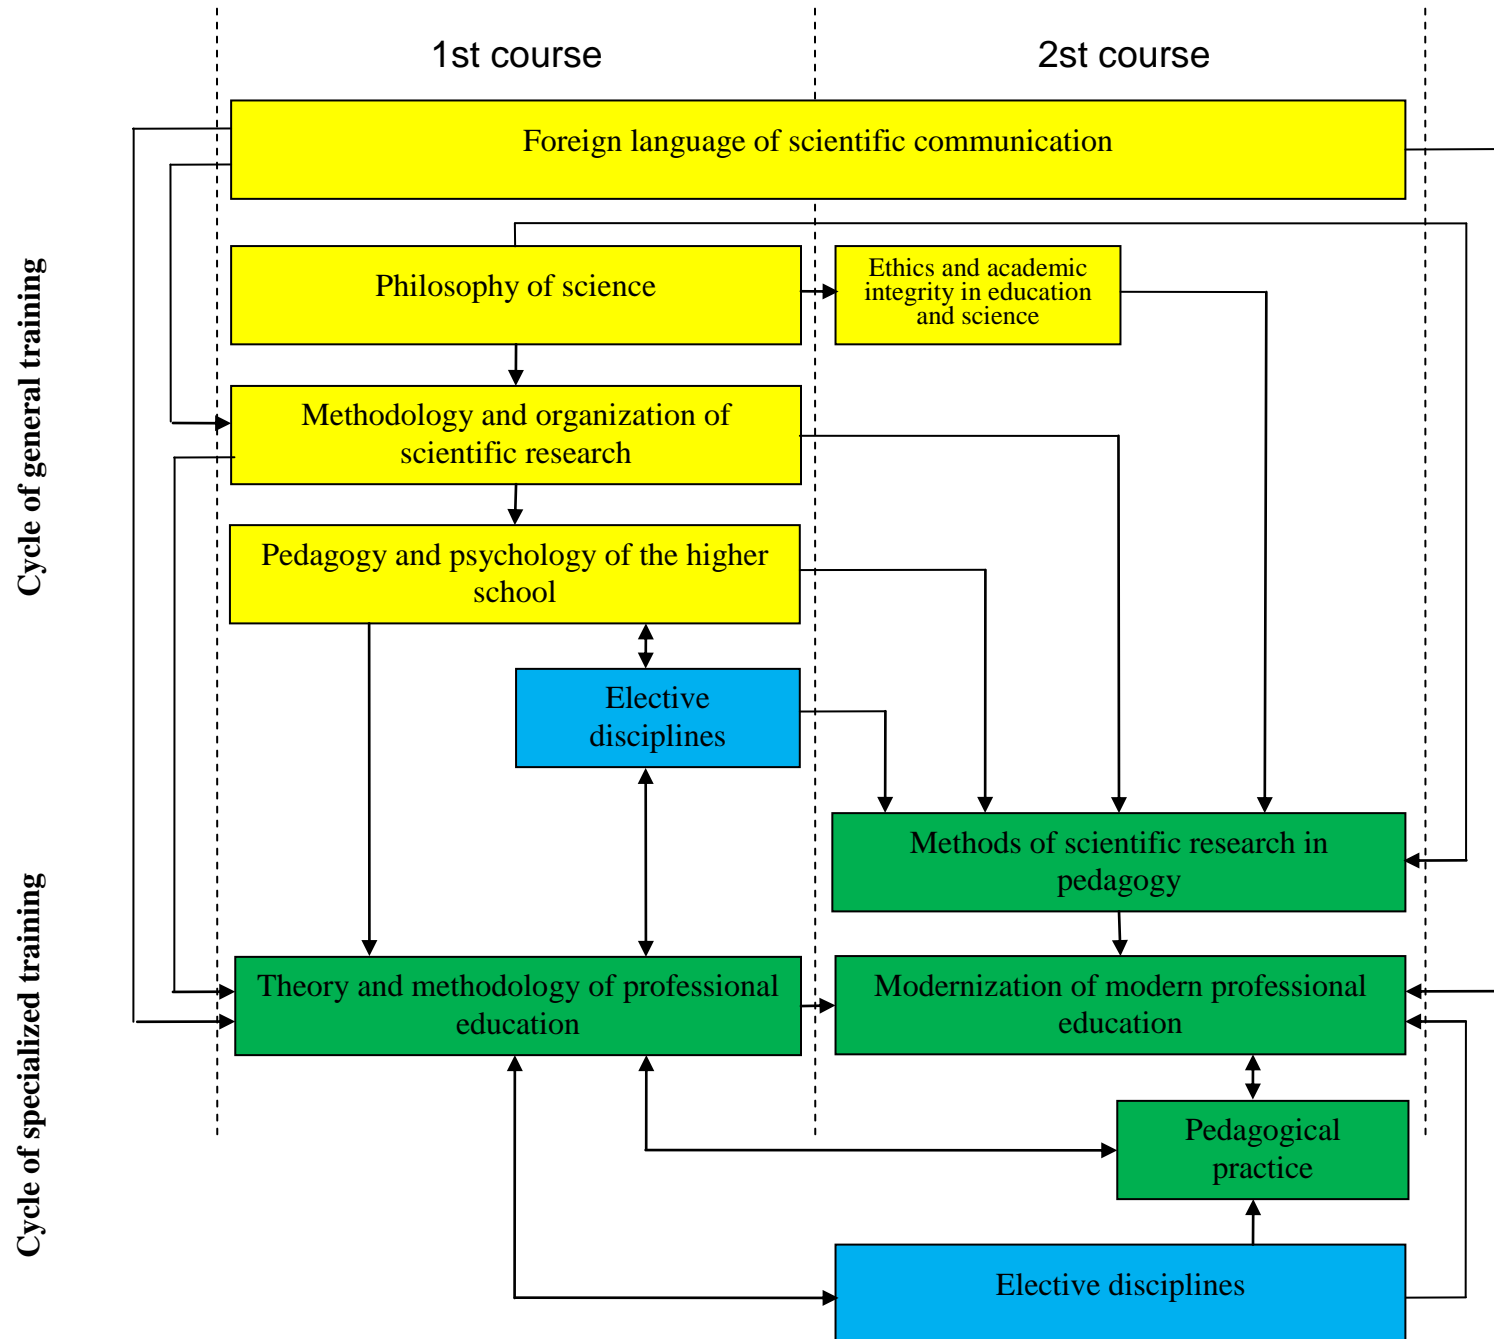 1st course
2st course
Foreign language of scientific communication
Cycle of general training
Philosophy of science
Ethics and academic
integrity in education
and science
Methodology and organization of
scientific research
Pedagogy and psychology of the higher
school
Elective
disciplines
Cycle of specialized training
Methods of scientific research in
pedagogy
Theory and methodology of professional
education
Modernization of modern professional
education
Pedagogical
practice
Elective disciplines